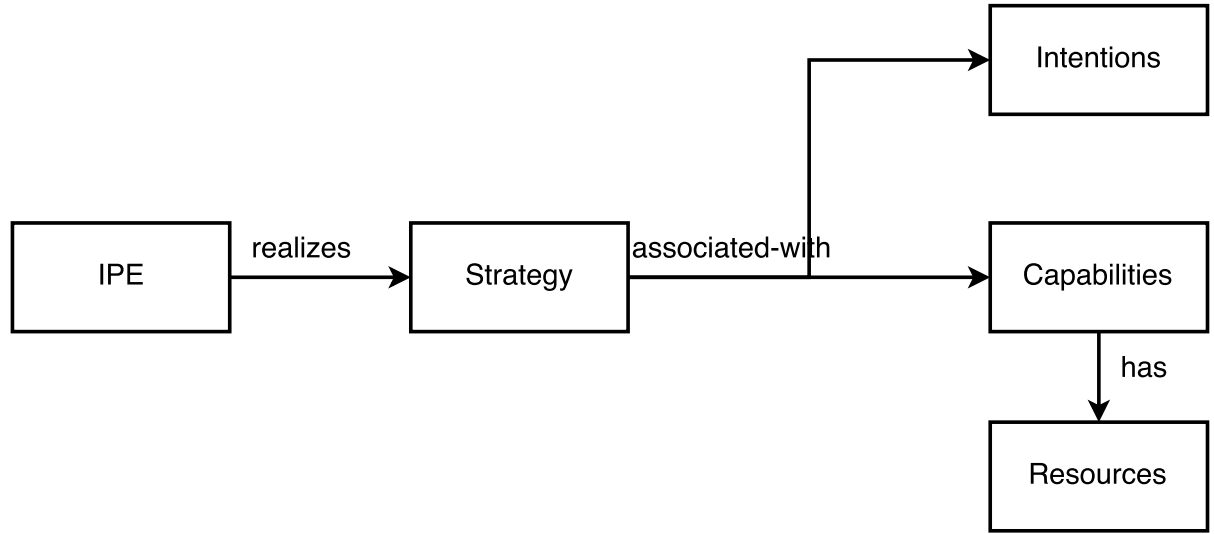 Intentions
IPE
realizes
Strategy
associated-with
Capabilities
has
Resources